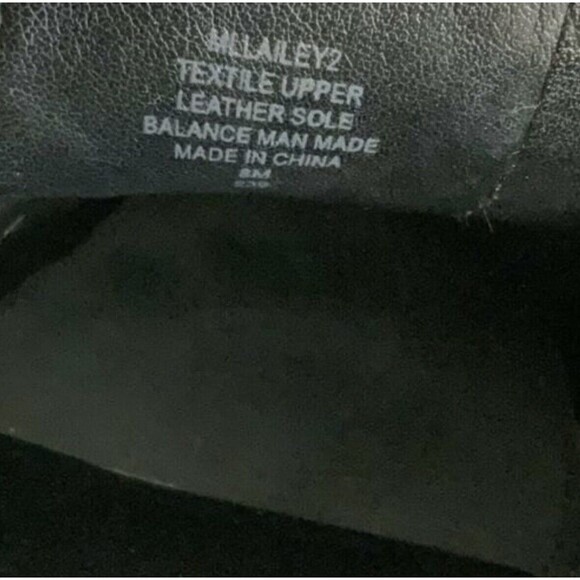 MLLAILEY2
TEXTILE UPPER
LEATHER SOLE
BALANCE MAN MADE
MADE IN CHINA
8M